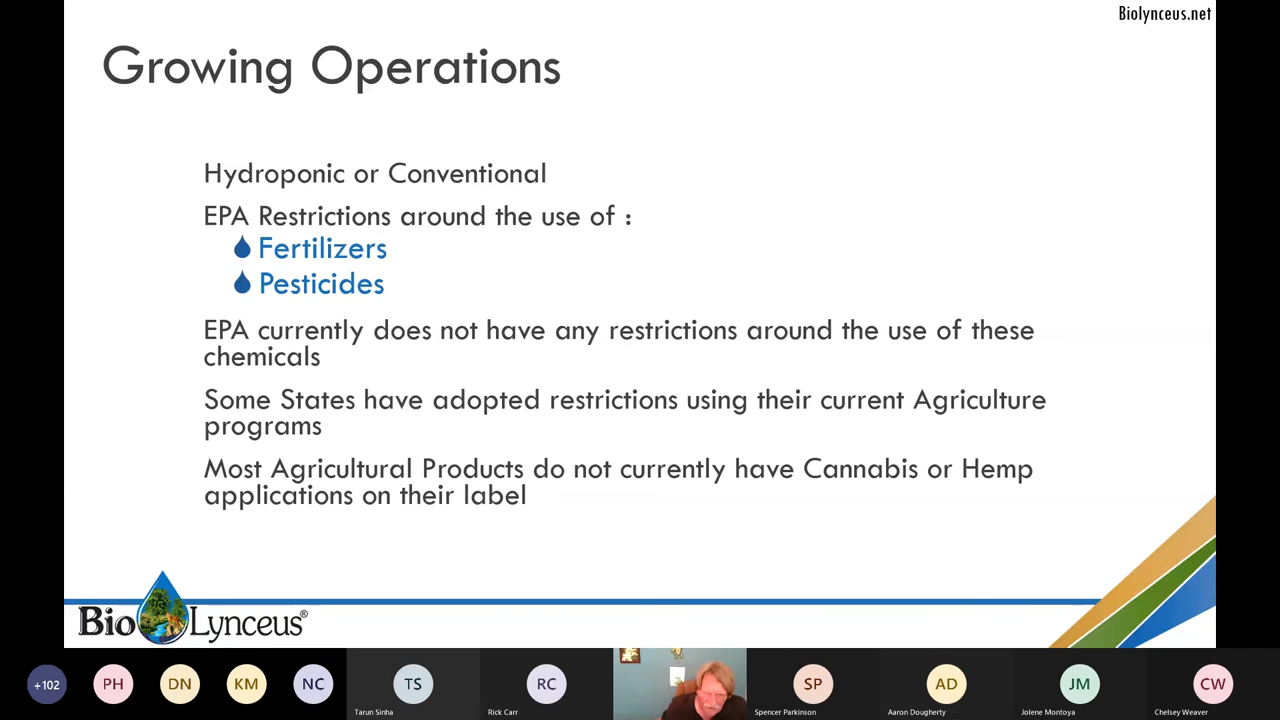 Biolynceus.net
Growing Operations
Hydroponic or Conventional
EPA Restrictions around the use of :
Fertilizers
Pesticides
EPA currently does not have any restrictions around the use of these
chemicals
Some States have adopted restrictions using their current Agriculture
programs
Most Agricultural Products do not currently have Cannabis or Hemp
applications on their label
Bio Lynceus®
+102
PH
DN
KM
NC
TS
Tarun Sinha
RC
Rick Carr
SP
Spencer Parkinson
AD
Aaron Dougherty
JM
Jolene Montoya
CW
Chelsey Weaver